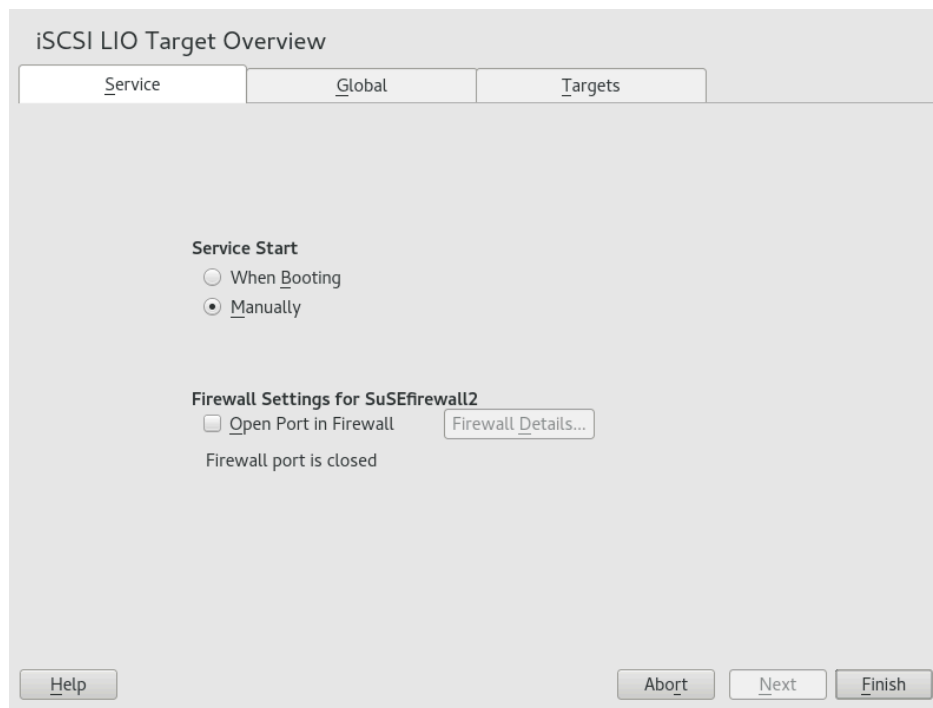 iSCSI LIO Target Overview
Service Global Targets
Service Start
When Booting
Manually
Firewall Settings for SuSEfirewall2
Open Port in Firewall Firewall Details...
Firewall port is closed
Help Abort Next Finish